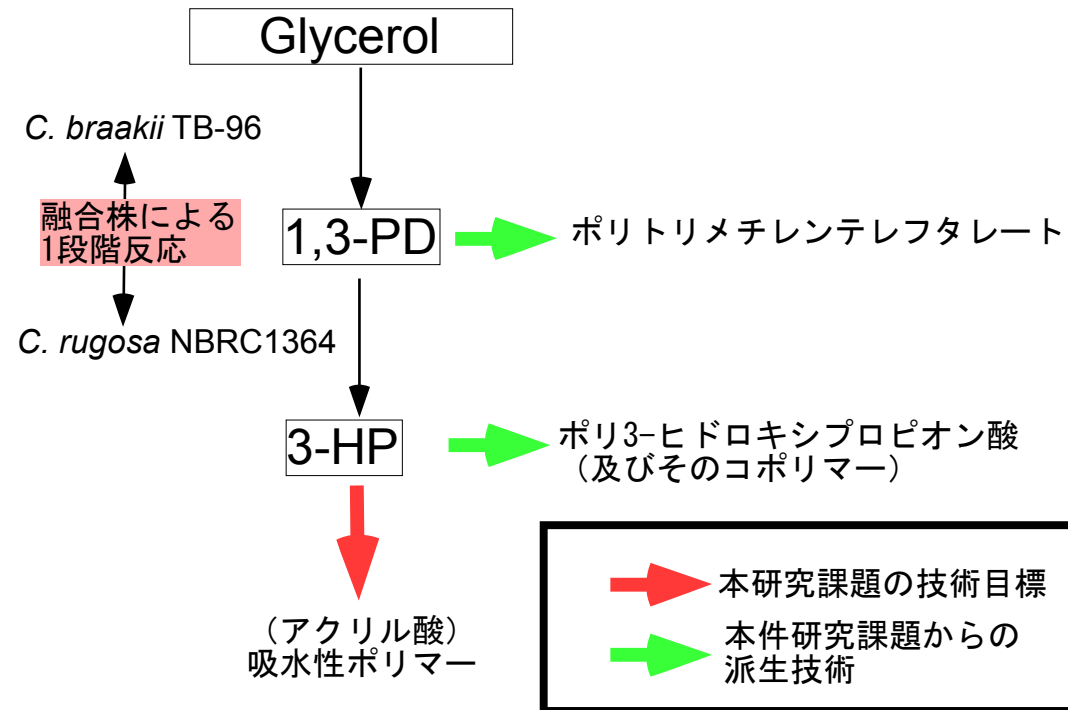 Glycerol
C. braakii TB-96
融合株による
1段階反応
1,3-PD
ポリトリメチレンテレフタレート
C. rugosa NBRC1364
3-HP
ポリ3-ヒドロキシプロピオン酸
（及びそのコポリマー）
（アクリル酸）
吸水性ポリマー
本研究課題の技術目標
本件研究課題からの
派生技術